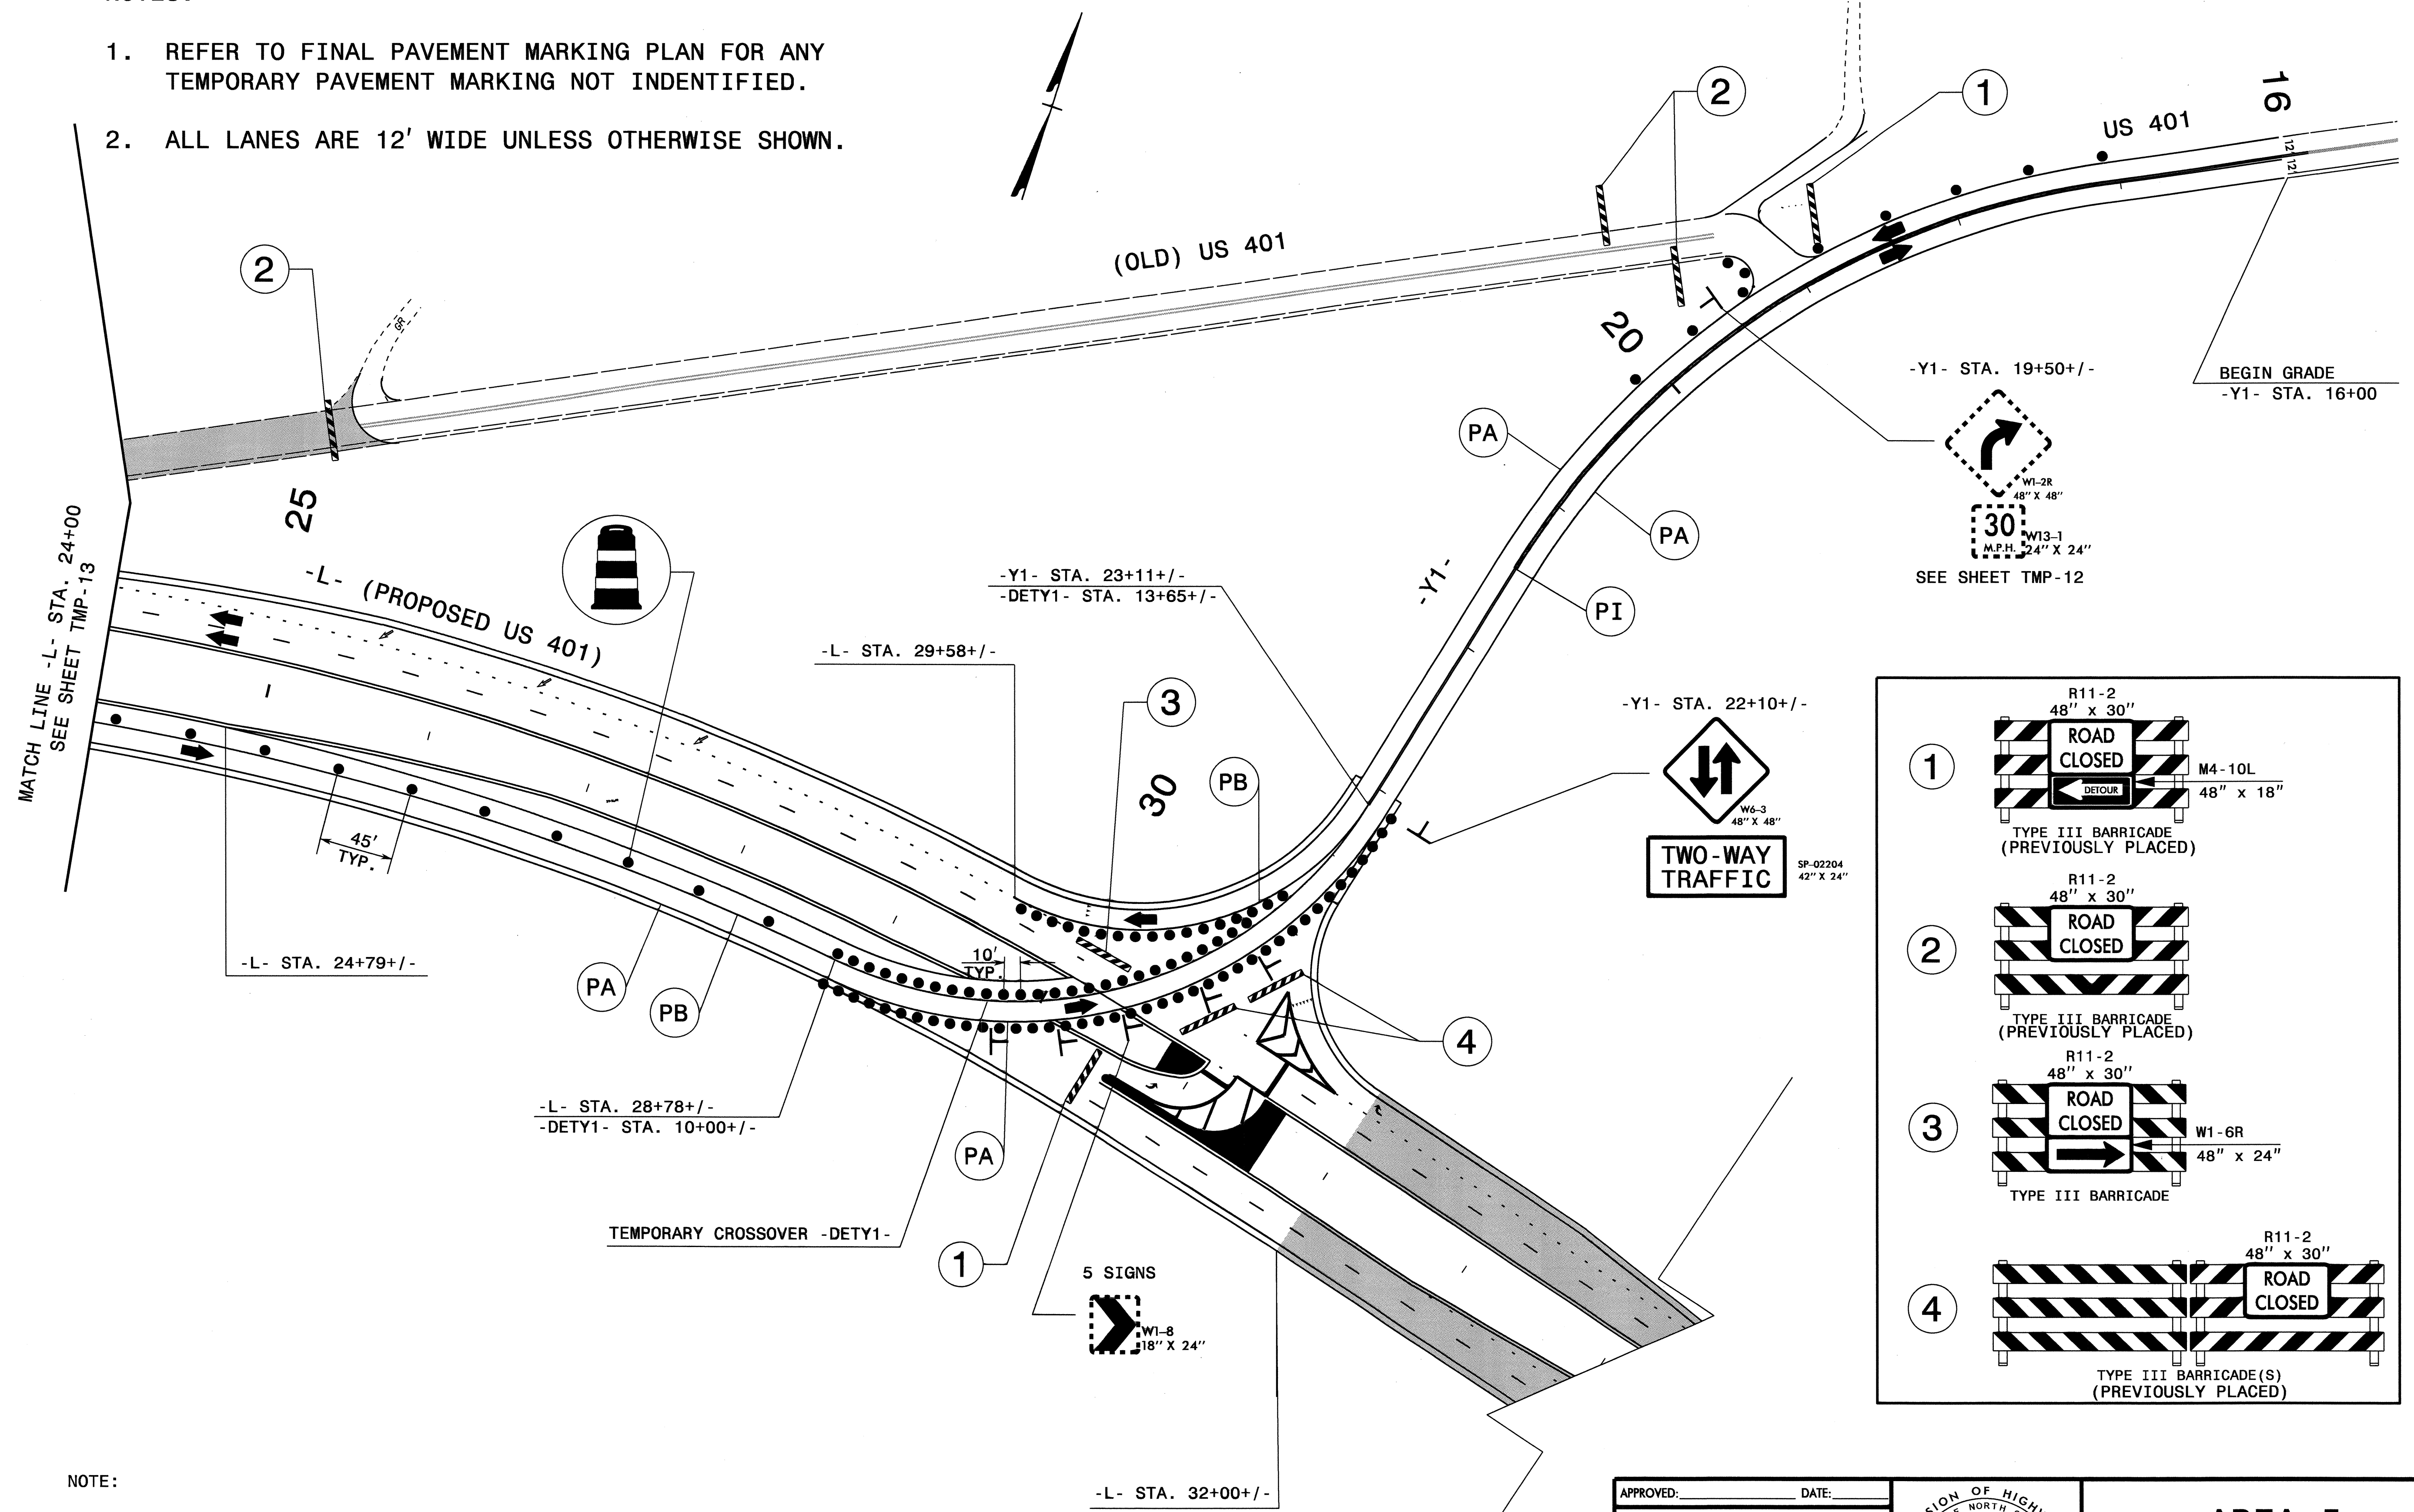 1. REFER TO FINAL PAVEMENT MARKING PLAN FOR ANY
TEMPORARY PAVEMENT MARKING NOT INDENTIFIED.
2. ALL LANES ARE 12' WIDE UNLESS OTHERWISE SHOWN.
2
1
US 401
16
12'
12'
(OLD) US 401
2
GR
20
-Y1- STA. 19+50+/-
W1-2R
48" X 48"
30
M.P.H.
W13-1
24" X 24"
SEE SHEET TMP-12
BEGIN GRADE
-Y1- STA. 16+00
PA
PA
PI
-Y1-
25
MATCH LINE -L- STA. 24+00
SEE SHEET TMP-13
-L- (PROPOSED US 401)
-Y1- STA. 23+11+/-
-DETY1- STA. 13+65+/-
-L- STA. 29+58+/-
3
30
PB
-Y1- STA. 22+10+/-
W6-3
48" X 48"
TWO-WAY
TRAFFIC
SP-02204
42" X 24"
45'
TYP.
10'
TYP.
-L- STA. 24+79+/-
PA
PB
4
-L- STA. 28+78+/-
-DETY1- STA. 10+00+/-
PA
TEMPORARY CROSSOVER -DETY1-
1
5 SIGNS
W1-8
18" X 24"
-L- STA. 32+00+/-
1
R11-2
48" x 30"
ROAD
CLOSED
DETOUR
M4-10L
48" x 18"
TYPE III BARRICADE
(PREVIOUSLY PLACED)
2
R11-2
48" x 30"
ROAD
CLOSED
TYPE III BARRICADE
(PREVIOUSLY PLACED)
3
R11-2
48" x 30"
ROAD
CLOSED
W1-6R
48" x 24"
TYPE III BARRICADE
4
R11-2
48" x 30"
ROAD
CLOSED
TYPE III BARRICADE(S)
(PREVIOUSLY PLACED)
NOTE:
APPROVED: DATE: